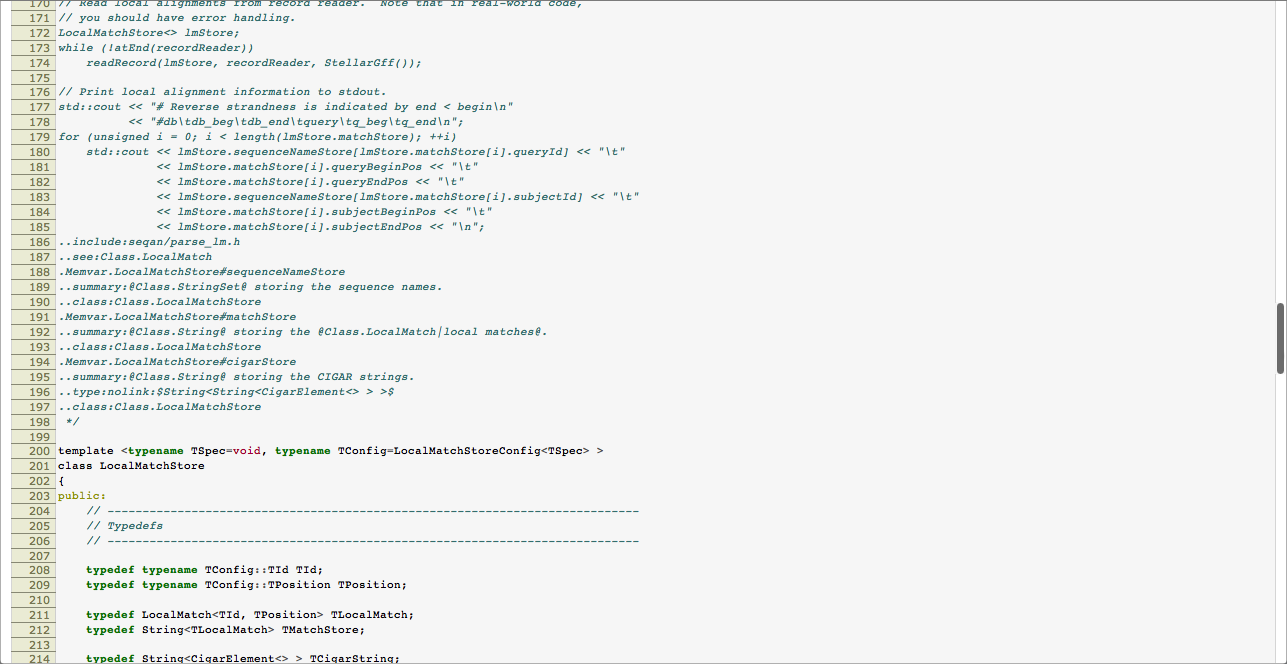 170 // Read local alignments from record reader.  Note that in real-world code,
171 // you should have error handling.
172 LocalMatchStore<> lmStore;
173 while (!atEnd(recordReader))
174     readRecord(lmStore, recordReader, StellarGff());
175
176 // Print local alignment information to stdout.
177 std::cout << "# Reverse strandness is indicated by end < begin\n"
178           << "#db\tdb_beg\tdb_end\tquery\tq_beg\tq_end\n";
179 for (unsigned i = 0; i < length(lmStore.matchStore); ++i)
180     std::cout << lmStore.sequenceNameStore[lmStore.matchStore[i].queryId] << "\t"
181               << lmStore.matchStore[i].queryBeginPos << "\t"
182               << lmStore.matchStore[i].queryEndPos << "\t"
183               << lmStore.sequenceNameStore[lmStore.matchStore[i].subjectId] << "\t"
184               << lmStore.matchStore[i].subjectBeginPos << "\t"
185               << lmStore.matchStore[i].subjectEndPos << "\n";
186 ..include:seqan/parse_lm.h
187 ..see:Class.LocalMatch
188 .Memvar.LocalMatchStore#sequenceNameStore
189 ..summary:@Class.StringSet@ storing the sequence names.
190 ..class:Class.LocalMatchStore
191 .Memvar.LocalMatchStore#matchStore
192 ..summary:@Class.String@ storing the @Class.LocalMatch|local matches@.
193 ..class:Class.LocalMatchStore
194 .Memvar.LocalMatchStore#cigarStore
195 ..summary:@Class.String@ storing the CIGAR strings.
196 ..type:nolink:$String<String<CigarElement<> > >$
197 ..class:Class.LocalMatchStore
198  */
199
200 template <typename TSpec=void, typename TConfig=LocalMatchStoreConfig<TSpec> >
201 class LocalMatchStore
202 {
203 public:
204     // ----------------------------------------------------------------------------
205     // Typedefs
206     // ----------------------------------------------------------------------------
207
208     typedef typename TConfig::TId TId;
209     typedef typename TConfig::TPosition TPosition;
210
211     typedef LocalMatch<TId, TPosition> TLocalMatch;
212     typedef String<TLocalMatch> TMatchStore;
213
214     typedef String<CigarElement<> > TCigarString;